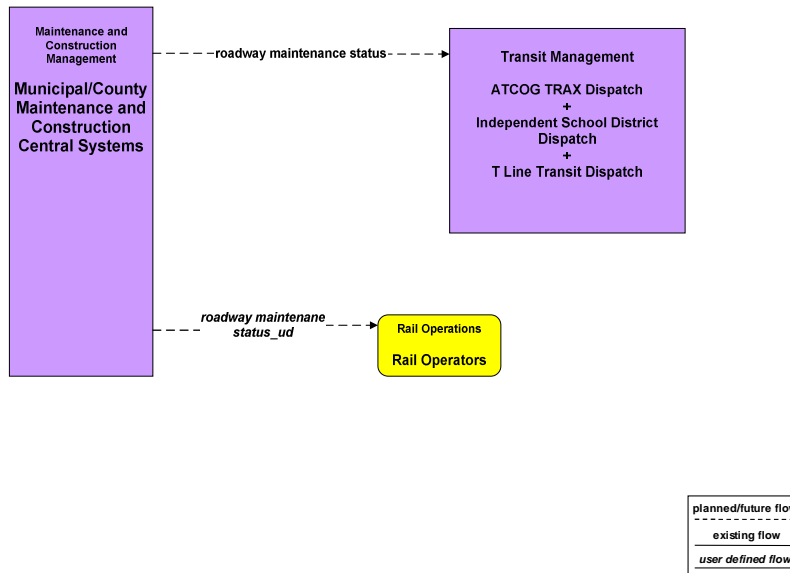 Maintenance and
Construction
Management
Municipal/County
Maintenance and
Construction
Central Systems
roadway maintenance status
Transit Management
ATCOG TRAX Dispatch
+
Independent School District
Dispatch
+
T Line Transit Dispatch
roadway maintenane
status_ud
Rail Operations
Rail Operators
planned/future flow
existing flow
user defined flow